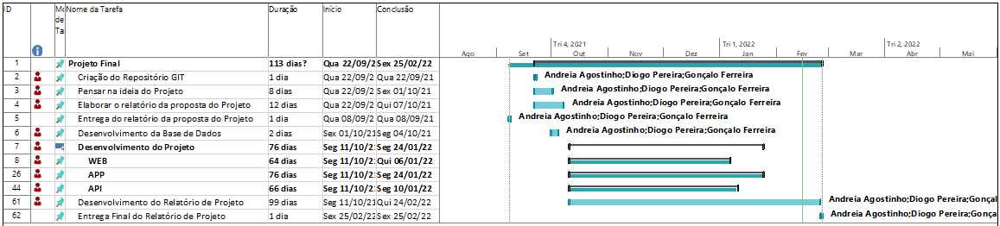 ID Mo de Ta Nome da Tarefa Duração Início Conclusão
Tri 4, 2021 Tri 1, 2022 Tri 2, 2022
Ago Set Out Nov Dez Jan Fev Mar Abr Mai
1 Projeto Final 113 dias? Qua 22/09/2 Sex 25/02/22
2 Criação do Repositório GIT 1 dia Qua 22/09/2 Qua 22/09/21 Andreia Agostinho;Diogo Pereira;Gonçalo Ferreira
3 Pensar na ideia do Projeto 8 dias Qua 22/09/2 Sex 01/10/21 Andreia Agostinho;Diogo Pereira;Gonçalo Ferreira
4 Elaborar o relatório da proposta do Projeto 12 dias Qua 22/09/2 Qui 07/10/21 Andreia Agostinho;Diogo Pereira;Gonçalo Ferreira
5 Entrega do relatório da proposta do Projeto 1 dia Qua 08/09/2 Qua 08/09/21 Andreia Agostinho;Diogo Pereira;Gonçalo Ferreira
6 Desenvolvimento da Base de Dados 2 dias Sex 01/10/21 Seg 04/10/21 Andreia Agostinho;Diogo Pereira;Gonçalo Ferreira
7 Desenvolvimento do Projeto 76 dias Seg 11/10/2 Seg 24/01/22
8 WEB 64 dias Seg 11/10/2 Qui 06/01/22
26 APP 76 dias Seg 11/10/2 Seg 24/01/22
44 API 66 dias Seg 11/10/2 Seg 10/01/22
61 Desenvolvimento do Relatório de Projeto 99 dias Seg 11/10/21 Qui 24/02/22 Andreia Agostinho;Diogo Pereira;Gonçal
62 Entrega Final do Relatório de Projeto 1 dia Sex 25/02/22 Sex 25/02/22 Andreia Agostinho;Diogo Pereira;Gonça